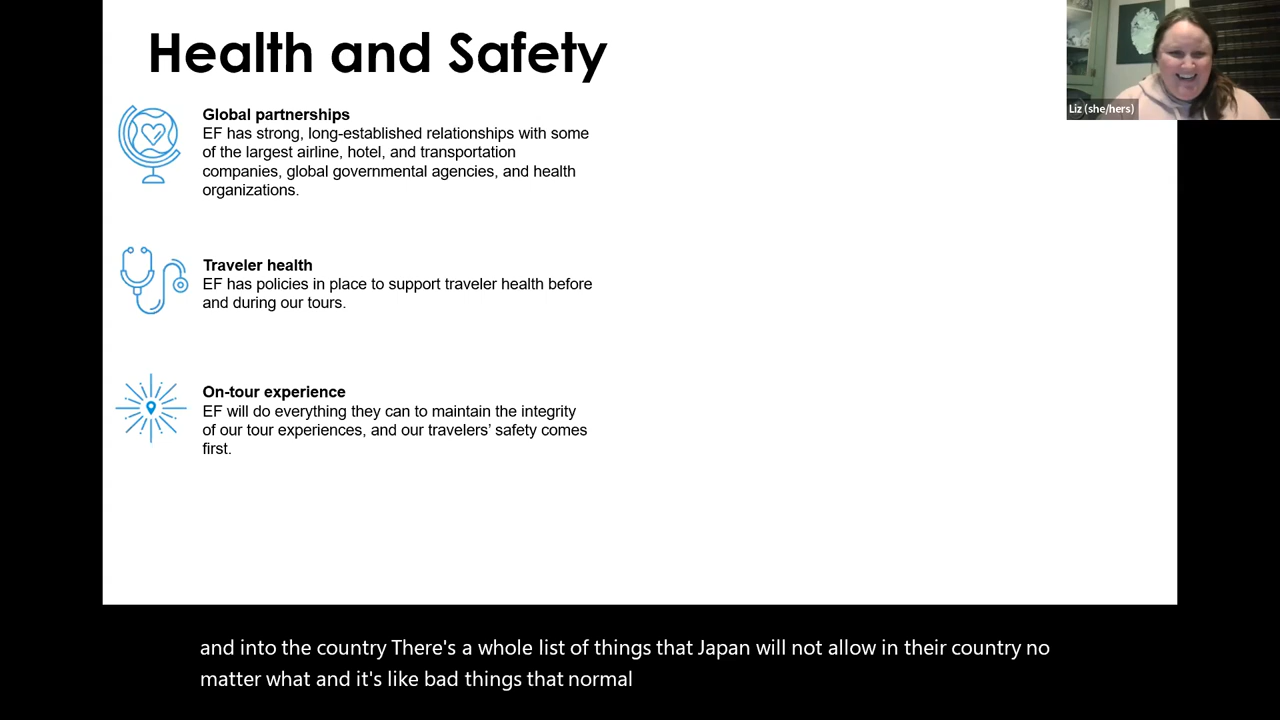 Health and Safety
Liz (she/hers)
Global partnerships
EF has strong, long-established relationships with some
of the largest airline, hotel, and transportation
companies, global governmental agencies, and health
organizations.
Traveler health
EF has policies in place to support traveler health before
and during our tours.
On-tour experience
EF will do everything they can to maintain the integrity
of our tour experiences, and our travelers' safety comes
first.
and into the country There's a whole list of things that Japan will not allow in their country no
matter what and it's like bad things that normal